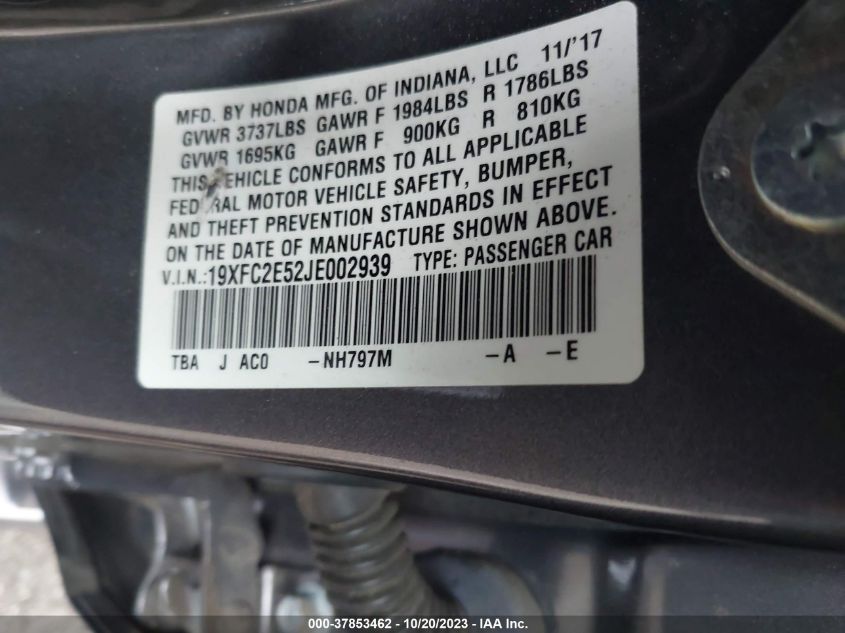 MFD. BY HONDA MFG. OF INDIANA, LLC 11/'17
GVWR 3737LBS GAWR F 1984LBS R 1786LBS
GVWR 1695KG GAWR F 900KG R 810KG
THIS VEHICLE CONFORMS TO ALL APPLICABLE
FEDERAL MOTOR VEHICLE SAFETY, BUMPER,
AND THEFT PREVENTION STANDARDS IN EFFECT
ON THE DATE OF MANUFACTURE SHOWN ABOVE.
V.I.N.:19XFC2E52JE002939 TYPE: PASSENGER CAR
TBA J AC0 -NH797M -A -E
000-37853462 - 10/20/2023 - IAA Inc.